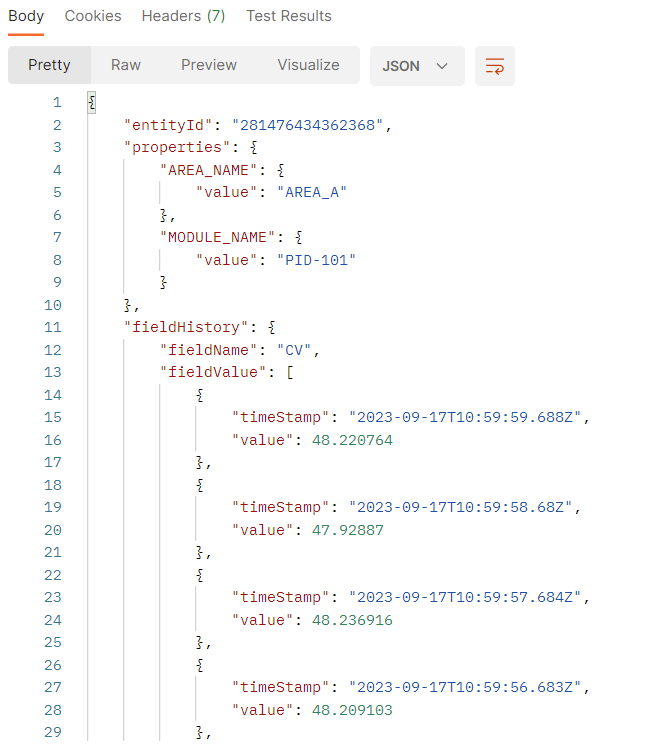 Body Cookies Headers (7) Test Results
Pretty Raw Preview Visualize JSON
1 {
2 "entityId": "281476434362368",
3 "properties": {
4 "AREA_NAME": {
5 "value": "AREA_A"
6 },
7 "MODULE_NAME": {
8 "value": "PID-101"
9 }
10 },
11 "fieldHistory": {
12 "fieldName": "CV",
13 "fieldValue": [
14 {
15 "timeStamp": "2023-09-17T10:59:59.688Z",
16 "value": 48.220764
17 },
18 {
19 "timeStamp": "2023-09-17T10:59:58.68Z",
20 "value": 47.92887
21 },
22 {
23 "timeStamp": "2023-09-17T10:59:57.684Z",
24 "value": 48.236916
25 },
26 {
27 "timeStamp": "2023-09-17T10:59:56.683Z",
28 "value": 48.209103
29 },